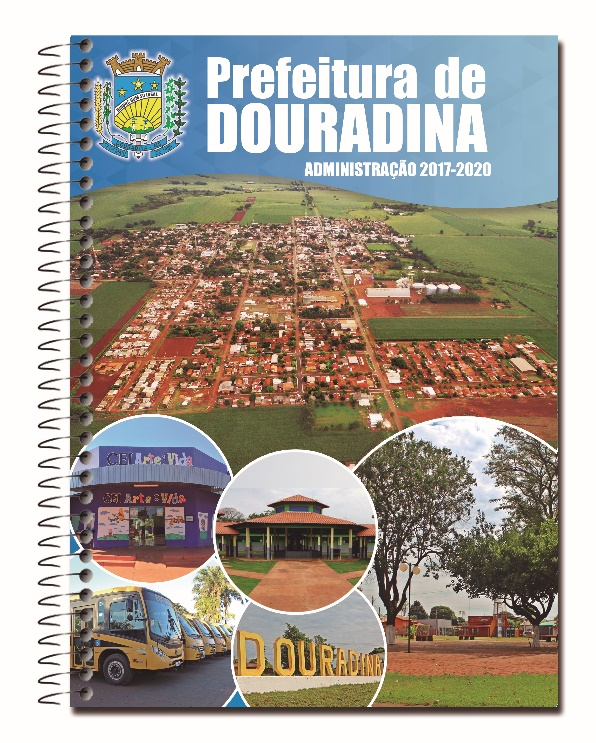 Prefeitura de
DOURADINA
ADMINISTRAÇÃO 2017-2020
CEI Arte & Vida
CEI Arte & Vida
DOURADINA